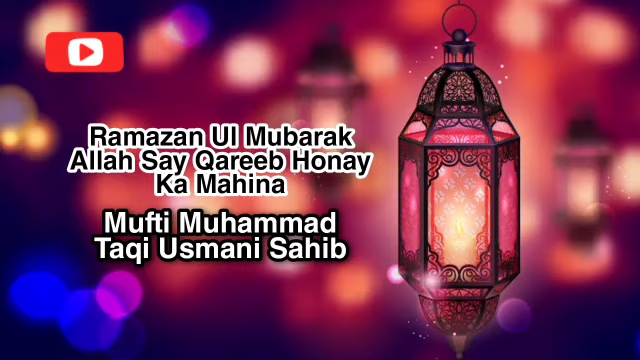 Ramazan Ul Mubarak
Allah Say Qareeb Honay
Ka Mahina
Mufti Muhammad
Taqi Usmani Sahib